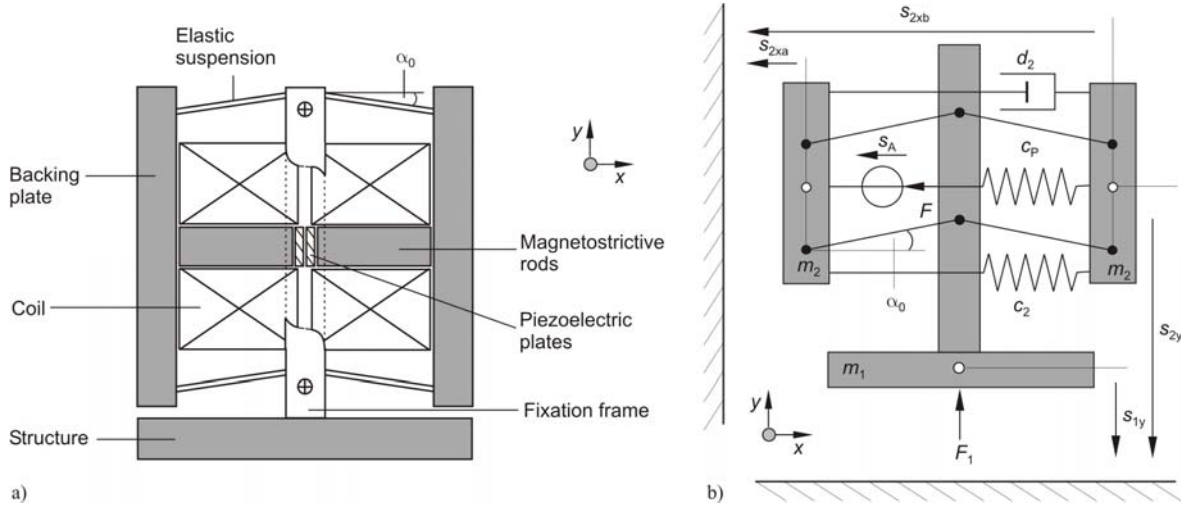 Elastic
suspension
α0
Backing
plate
y
x
Magnetostrictive
rods
Coil
Piezoelectric
plates
Fixation frame
Structure
a)
s2xb
s2xa
d2
sA
cP
F
m2
m2
α0
c2
s2y
m1
y
x
s1y
F1
b)